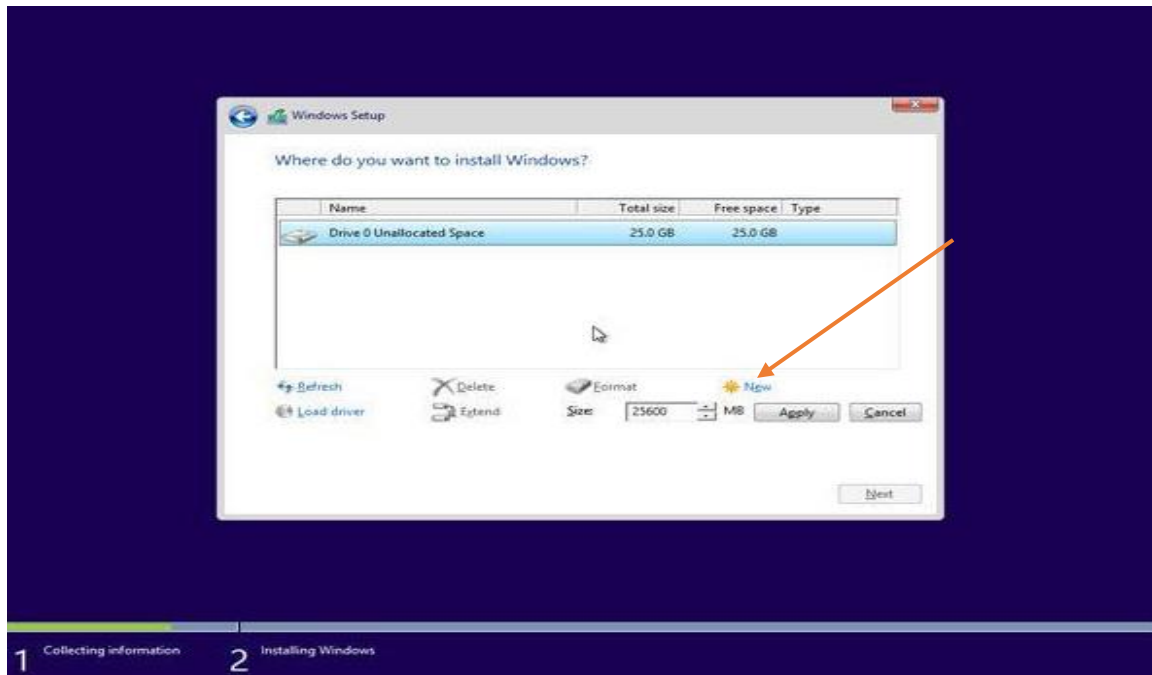 Windows Setup
Where do you want to install Windows?
Name Total size Free space Type
Drive 0 Unallocated Space 25.0 GB 25.0 GB
Refresh Delete Format New
Load driver Extend Size: 25600 MB Apply Cancel
Next
1 Collecting information 2 Installing Windows